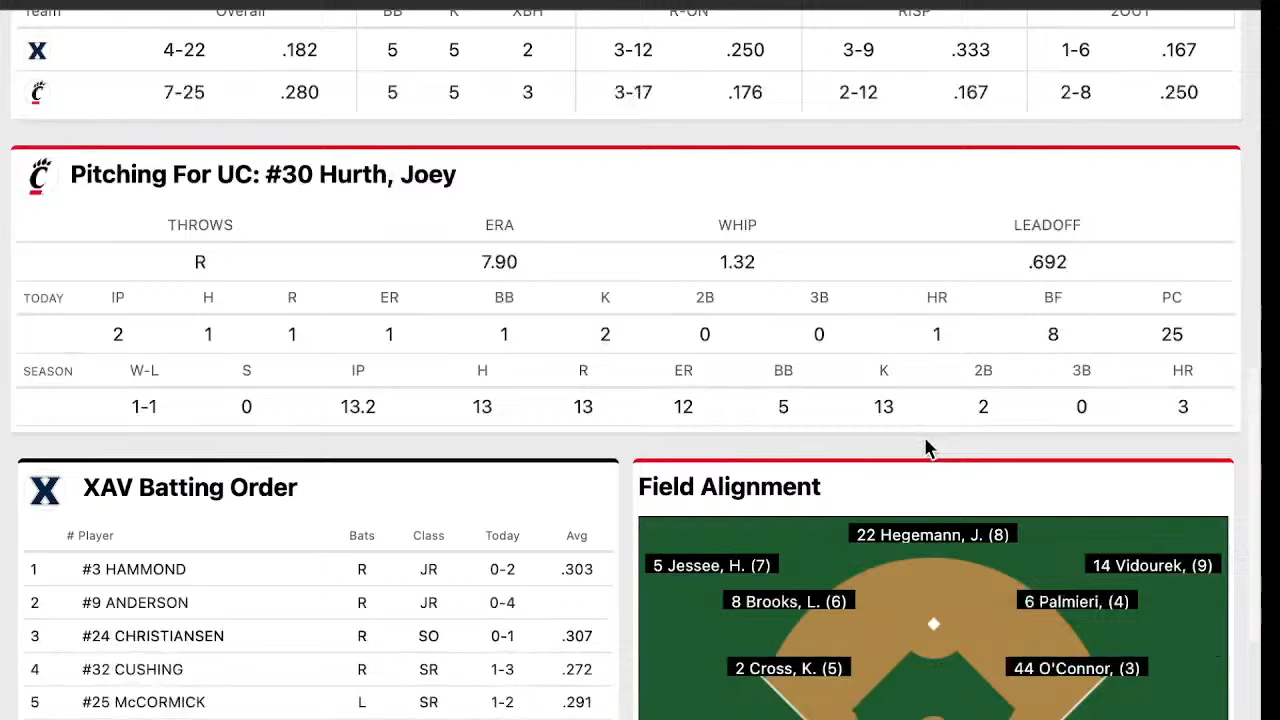 Team Overall BB K XBH R-ON RISP 2OUT
X 4-22 .182 5 5 2 3-12 .250 3-9 .333 1-6 .167
C 7-25 .280 5 5 3 3-17 .176 2-12 .167 2-8 .250
C Pitching For UC: #30 Hurth, Joey
THROWS ERA WHIP LEADOFF
R 7.90 1.32 .692
TODAY IP H R ER BB K 2B 3B HR BF PC
2 1 1 1 1 2 0 0 1 8 25
SEASON W-L S IP H R ER BB K 2B 3B HR
1-1 0 13.2 13 13 12 5 13 2 0 3
X XAV Batting Order
# Player Bats Class Today Avg
1 #3 HAMMOND R JR 0-2 .303
2 #9 ANDERSON R JR 0-4
3 #24 CHRISTIANSEN R SO 0-1 .307
4 #32 CUSHING R SR 1-3 .272
5 #25 McCORMICK L SR 1-2 .291
Field Alignment
22 Hegemann, J. (8)
5 Jessee, H. (7) 14 Vidourek, (9)
8 Brooks, L. (6) 6 Palmieri, (4)
2 Cross, K. (5) 44 O'Connor, (3)